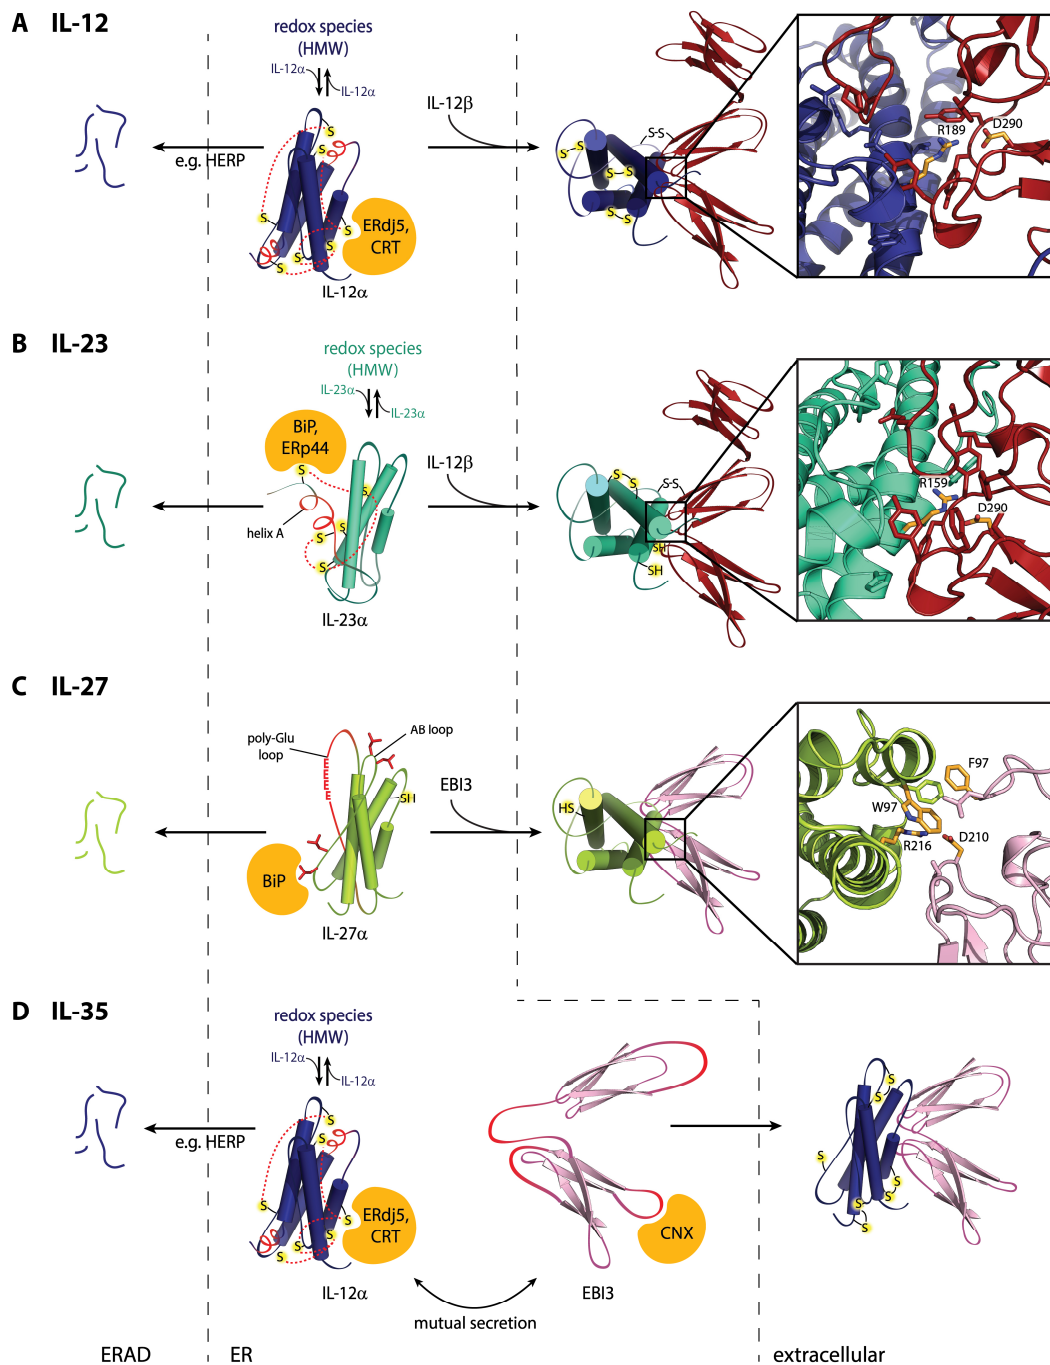 A IL-12
redox species
(HMW)
IL-12α
IL-12α
e.g. HERP
S
S
S
S
S
S
ERdj5,
CRT
IL-12α
IL-12β
S-S
S-S
S-S
S-S
R189
D290
B IL-23
redox species
(HMW)
IL-23α
IL-23α
BiP,
ERp44
S
S
S
S
helix A
IL-23α
IL-12β
S
S
S-S
SH
SH
R159
D290
C IL-27
poly-Glu
loop
AB loop
SH
BiP
IL-27α
EBI3
HS
F97
W97
D210
R216
D IL-35
redox species
(HMW)
IL-12α
IL-12α
e.g. HERP
S
S
S
S
S
S
ERdj5,
CRT
IL-12α
CNX
EBI3
mutual secretion
S
S
S
S
S
S
ERAD
ER
extracellular